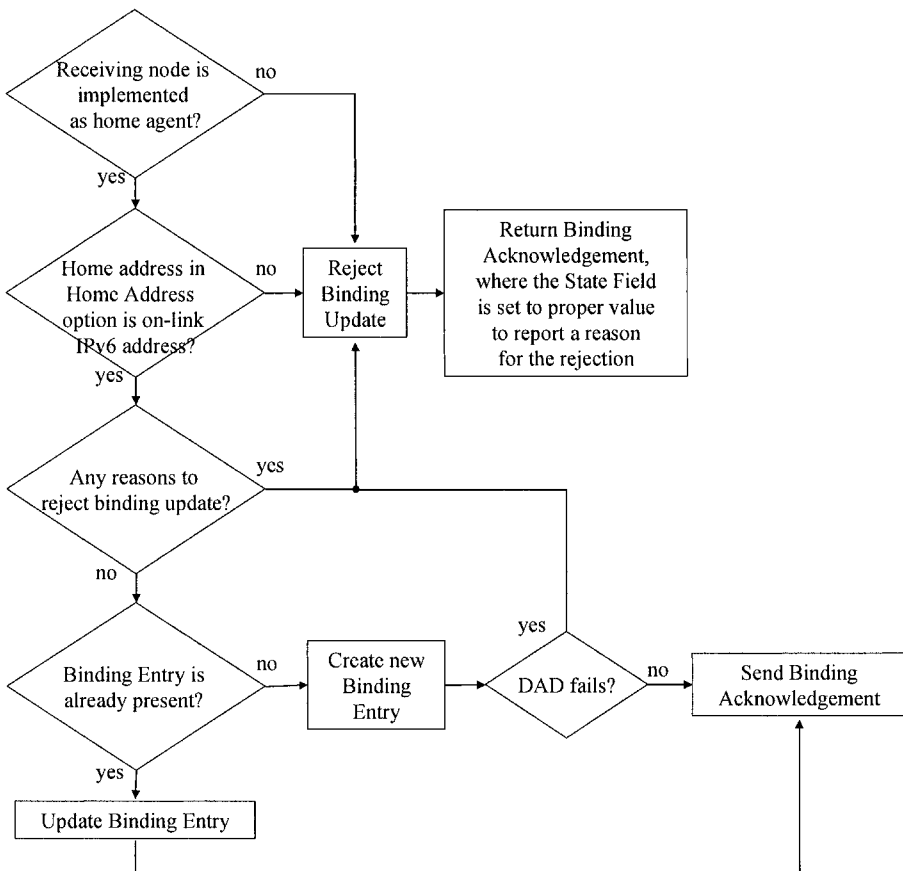 Receiving node is
implemented
as home agent?
no
yes
Home address in
Home Address
option is on-link
IPv6 address?
no
yes
Reject
Binding
Update
Return Binding
Acknowledgement,
where the State Field
is set to proper value
to report a reason
for the rejection
Any reasons to
reject binding update?
yes
no
Binding Entry is
already present?
no
yes
Create new
Binding
Entry
DAD fails?
yes
no
Send Binding
Acknowledgement
Update Binding Entry